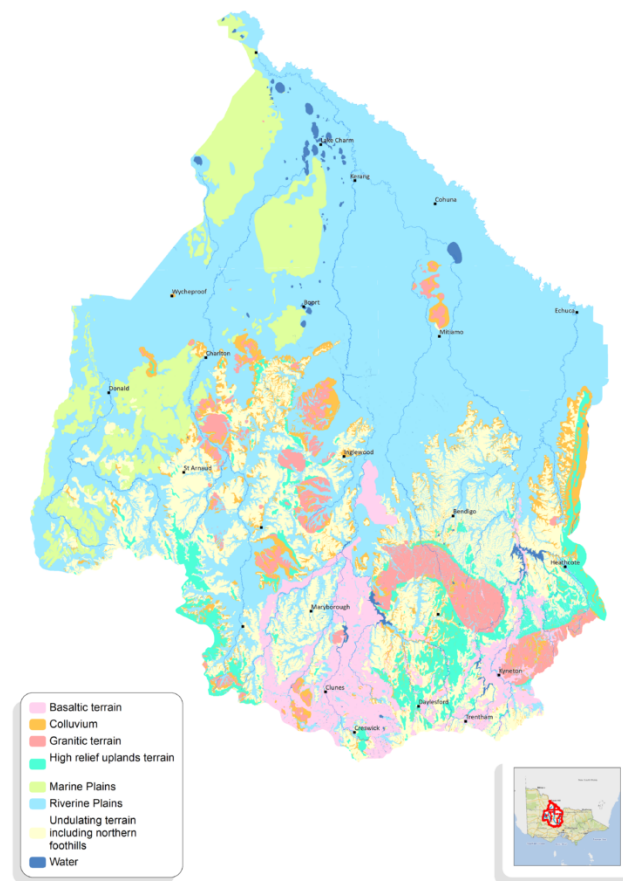 Lake Charm
Kerang
Cohuna
Wycheproof
Boort
Echuca
Mitiamo
Charlton
Donald
Inglewood
St Arnaud
Bendigo
Heathcote
Maryborough
Kyneton
Clunes
Daylesford
Trentham
Creswick
Basaltic terrain
Colluvium
Granitic terrain
High relief uplands terrain
Marine Plains
Riverine Plains
Undulating terrain
including northern
foothills
Water